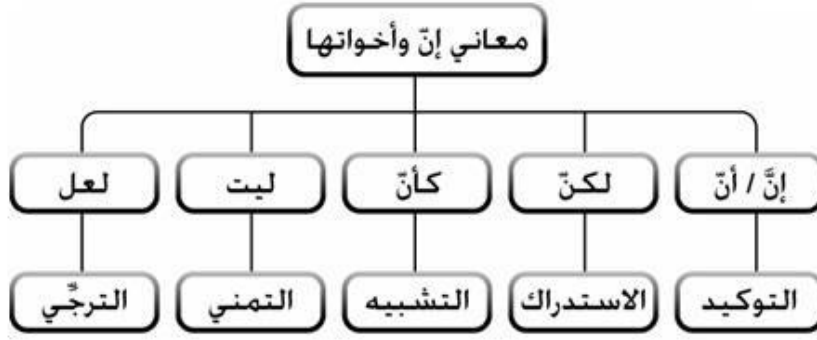 معاني إنّ وأخواتها
إنَّ / أنّ لكنّ كأنّ ليت لعل
التوكيد الاستدراك التشبيه التمني الترجِّي